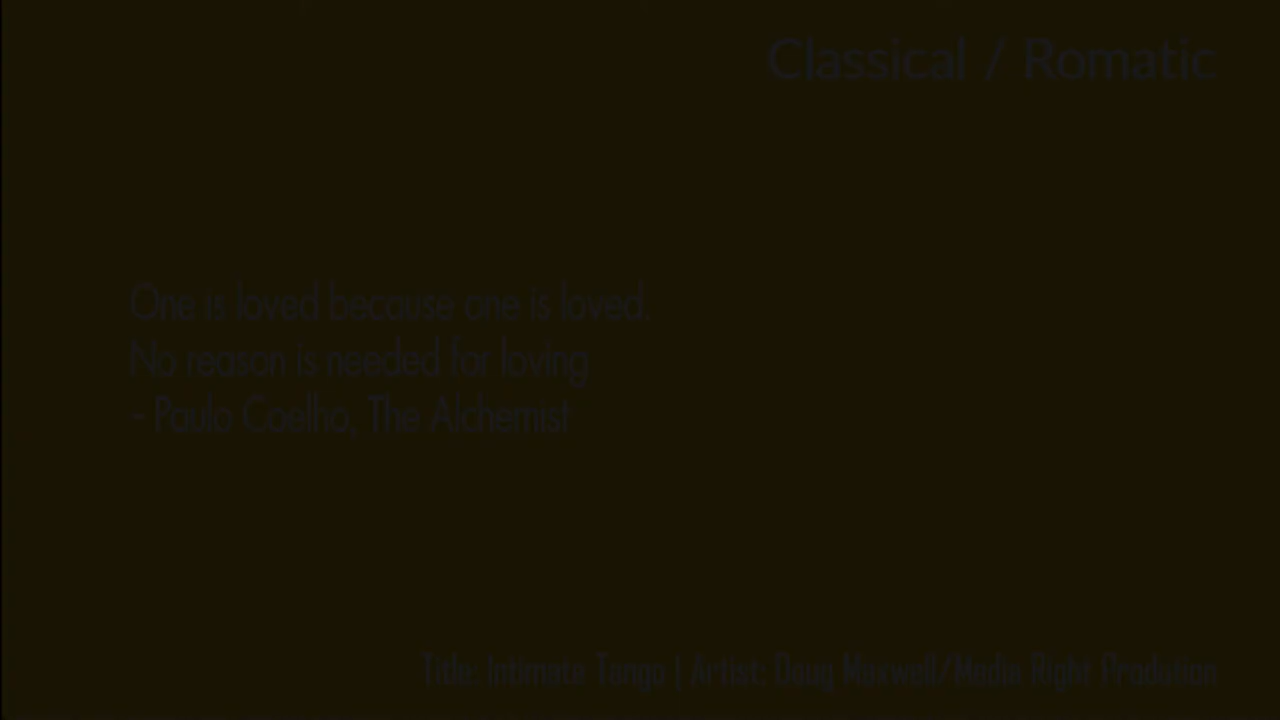 Classical / Romatic
One is loved because one is loved.
No reason is needed for loving
- Paulo Coelho, The Alchemist
Title: Intimate Tango | Artist: Doug Maxwell/Media Right Prodation